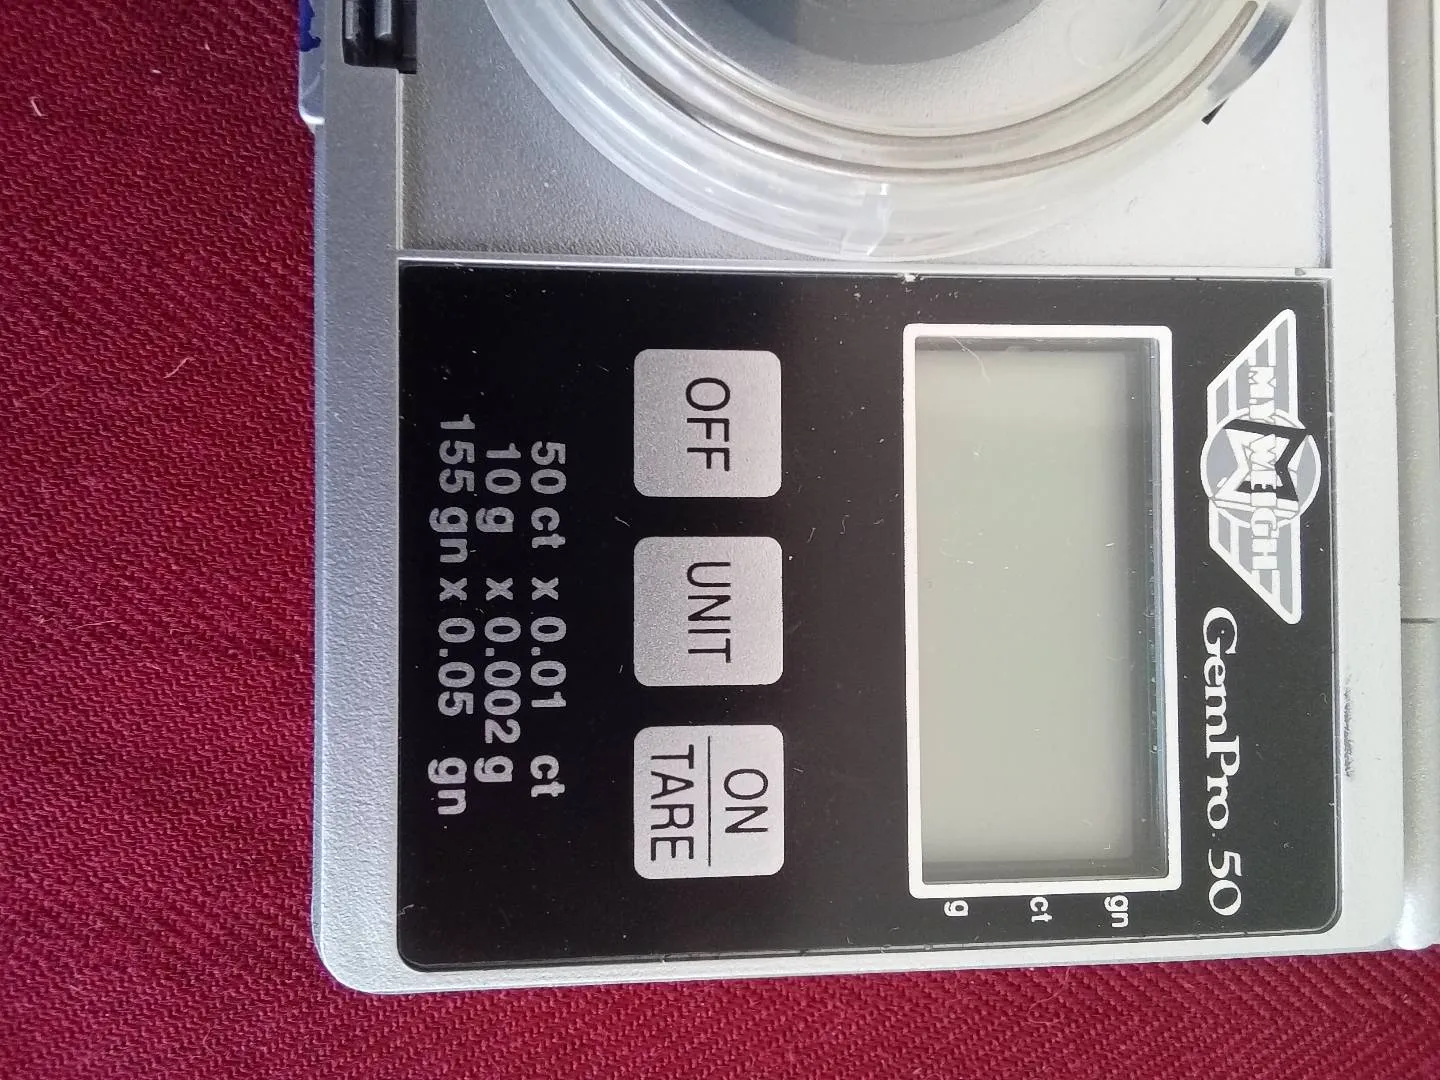 MY WEIGH
GemPro 50
gn
ct
g
OFF
UNIT
ON
TARE
50 ct x 0.01 ct
10 g x 0.002 g
155 gn x 0.05 gn